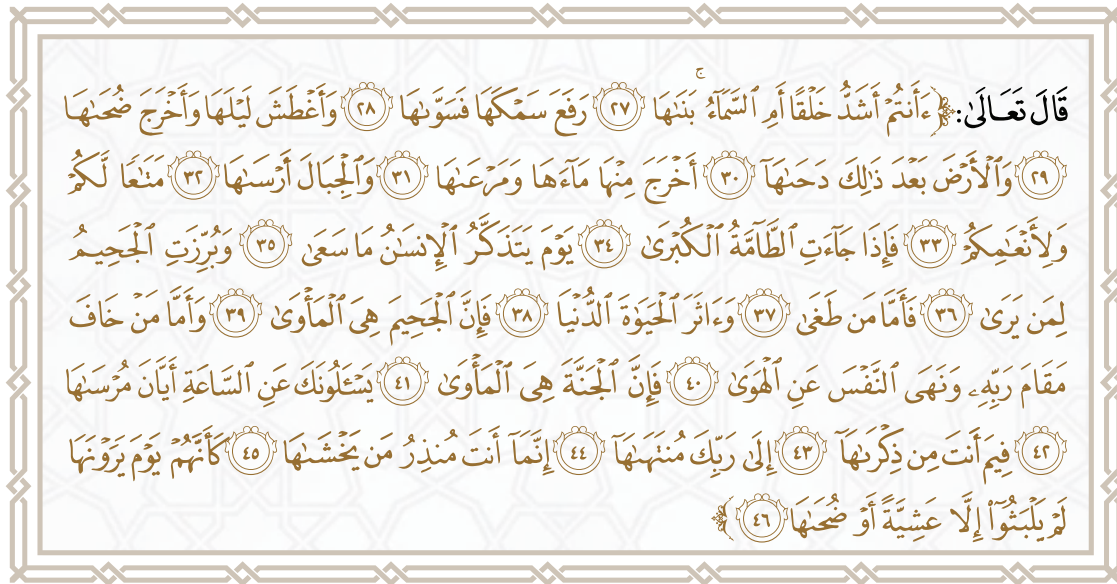 قَالَ تَعَالَىٰ: ﴿ءَأَنتُمْ أَشَدُّ خَلْقًا أَمِ ٱلسَّمَآءُ ۚ بَنَىٰهَا ٢٧ رَفَعَ سَمْكَهَا فَسَوَّىٰهَا ٢٨ وَأَغْطَشَ لَيْلَهَا وَأَخْرَجَ ضُحَىٰهَا
٢٩ وَٱلْأَرْضَ بَعْدَ ذَٰلِكَ دَحَىٰهَآ ٣٠ أَخْرَجَ مِنْهَا مَآءَهَا وَمَرْعَىٰهَا ٣١ وَٱلْجِبَالَ أَرْسَىٰهَا ٣٢ مَتَـٰعًا لَّكُمْ
وَلِأَنْعَـٰمِكُمْ ٣٣ فَإِذَا جَآءَتِ ٱلطَّآمَّةُ ٱلْكُبْرَىٰ ٣٤ يَوْمَ يَتَذَكَّرُ ٱلْإِنسَـٰنُ مَا سَعَىٰ ٣٥ وَبُرِّزَتِ ٱلْجَحِيمُ
لِمَن يَرَىٰ ٣٦ فَأَمَّا مَن طَغَىٰ ٣٧ وَءَاثَرَ ٱلْحَيَوٰةَ ٱلدُّنْيَا ٣٨ فَإِنَّ ٱلْجَحِيمَ هِىَ ٱلْمَأْوَىٰ ٣٩ وَأَمَّا مَنْ خَافَ
مَقَامَ رَبِّهِۦ وَنَهَى ٱلنَّفْسَ عَنِ ٱلْهَوَىٰ ٤٠ فَإِنَّ ٱلْجَنَّةَ هِىَ ٱلْمَأْوَىٰ ٤١ يَسْـَٔلُونَكَ عَنِ ٱلسَّاعَةِ أَيَّانَ مُرْسَىٰهَا
٤٢ فِيمَ أَنتَ مِن ذِكْرَىٰهَآ ٤٣ إِلَىٰ رَبِّكَ مُنتَهَىٰهَآ ٤٤ إِنَّمَآ أَنتَ مُنذِرُ مَن يَخْشَىٰهَا ٤٥ كَأَنَّهُمْ يَوْمَ يَرَوْنَهَا
لَمْ يَلْبَثُوٓا۟ إِلَّا عَشِيَّةً أَوْ ضُحَىٰهَا ٤٦﴾